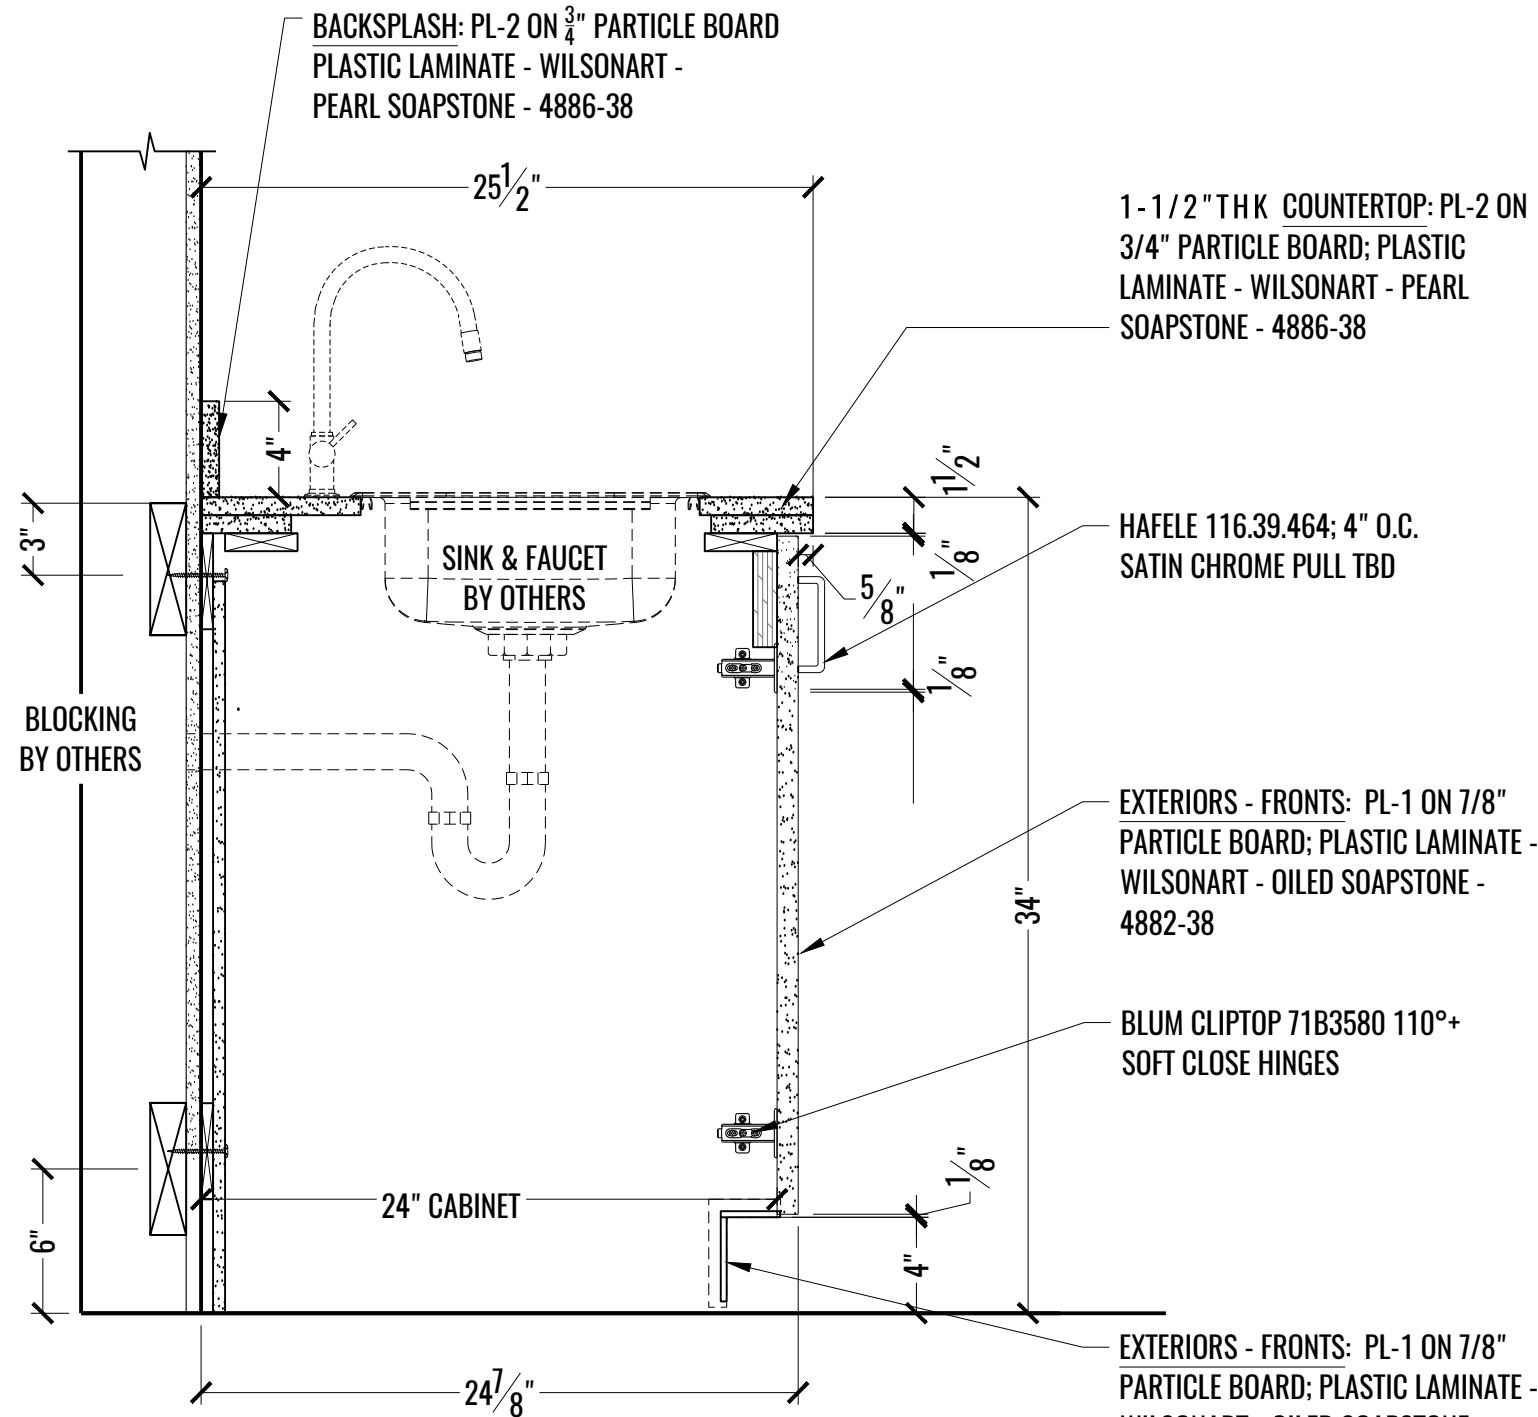 BACKSPLASH: PL-2 ON 3/4" PARTICLE BOARD
PLASTIC LAMINATE - WILSONART -
PEARL SOAPSTONE - 4886-38
25 1/2"
1-1/2"THK COUNTERTOP: PL-2 ON
3/4" PARTICLE BOARD; PLASTIC
LAMINATE - WILSONART - PEARL
SOAPSTONE - 4886-38
4"
1 1/2"
3"
HAFELE 116.39.464; 4" O.C.
SATIN CHROME PULL TBD
SINK & FAUCET
BY OTHERS
1/8"
5/8"
1/8"
BLOCKING
BY OTHERS
EXTERIORS - FRONTS: PL-1 ON 7/8"
PARTICLE BOARD; PLASTIC LAMINATE -
WILSONART - OILED SOAPSTONE -
4882-38
34"
BLUM CLIPTOP 71B3580 110°+
SOFT CLOSE HINGES
1/8"
24" CABINET
6"
4"
EXTERIORS - FRONTS: PL-1 ON 7/8"
PARTICLE BOARD; PLASTIC LAMINATE -
WILSONART - OILED SOAPSTONE
24 7/8"